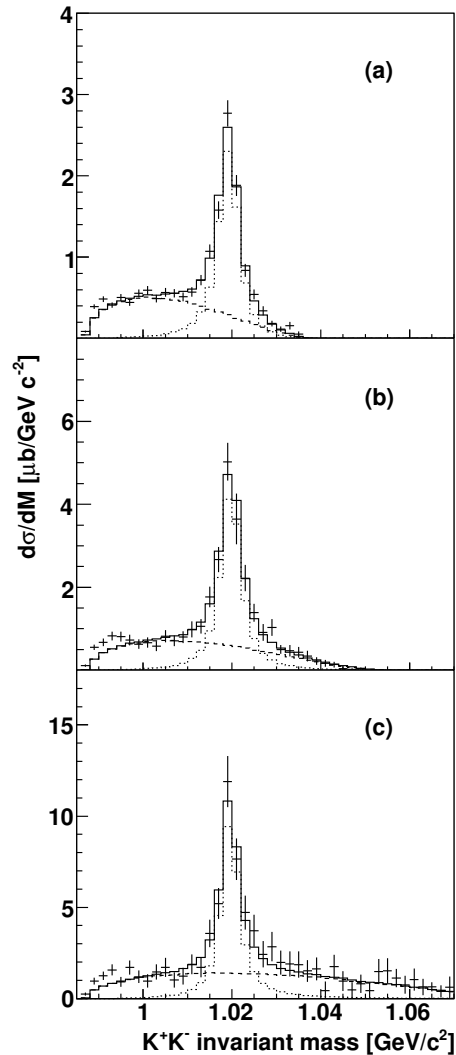 4
(a)
3
2
1
(b)
6
4
2
dσ/dM [μb/GeV c⁻²]
(c)
15
10
5
0
1 1.02 1.04 1.06
K⁺K⁻ invariant mass [GeV/c²]